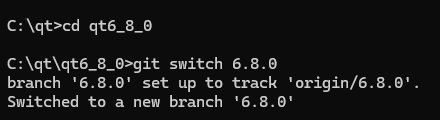 C:\qt>cd qt6_8_0
C:\qt\qt6_8_0>git switch 6.8.0
branch '6.8.0' set up to track 'origin/6.8.0'.
Switched to a new branch '6.8.0'